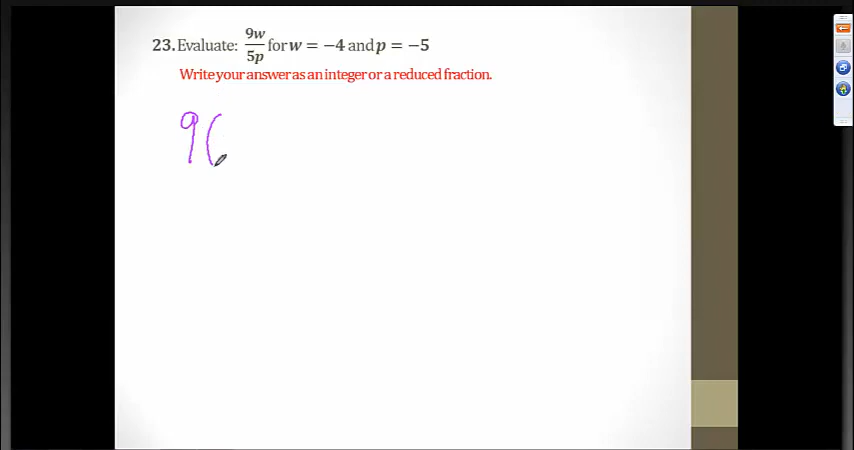 23. Evaluate: 9w/5p for w = −4 and p = −5
Write your answer as an integer or a reduced fraction.
9(